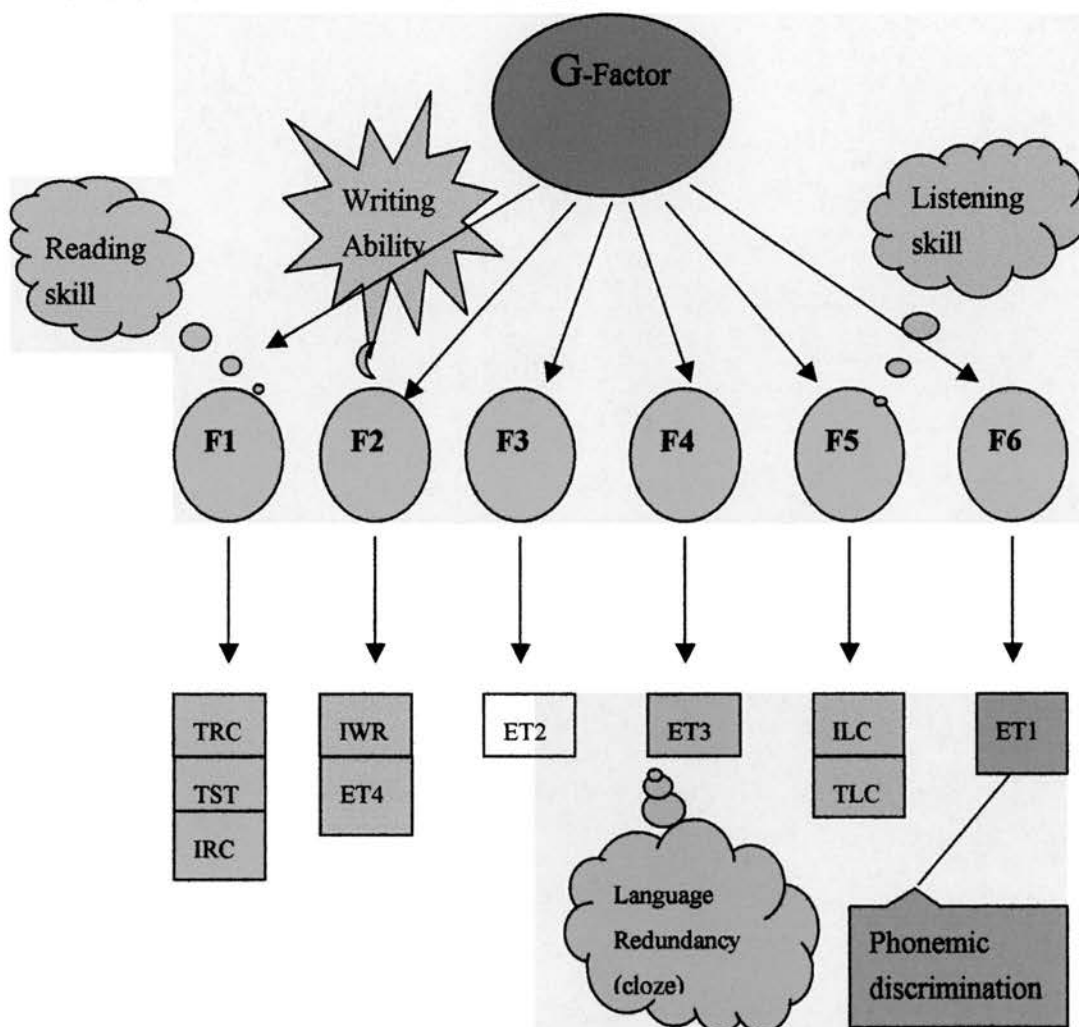 G-Factor
Writing
Ability
Listening
skill
Reading
skill
F1
F2
F3
F4
F5
F6
TRC
IWR
ET2
ET3
ILC
ET1
TST
ET4
TLC
IRC
Language
Redundancy
(cloze)
Phonemic
discrimination